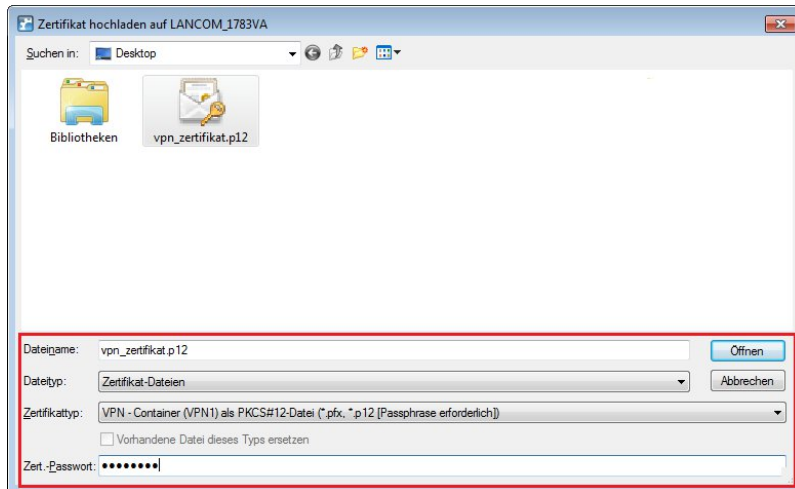 Zertifikat hochladen auf LANCOM_1783VA
Suchen in: Desktop
Bibliotheken
vpn_zertifikat.p12
Dateiname: vpn_zertifikat.p12 Öffnen
Dateityp: Zertifikat-Dateien Abbrechen
Zertifikattyp: VPN - Container (VPN1) als PKCS#12-Datei (*.pfx, *.p12 [Passphrase erforderlich])
Vorhandene Datei dieses Typs ersetzen
Zert.-Passwort: ●●●●●●●●